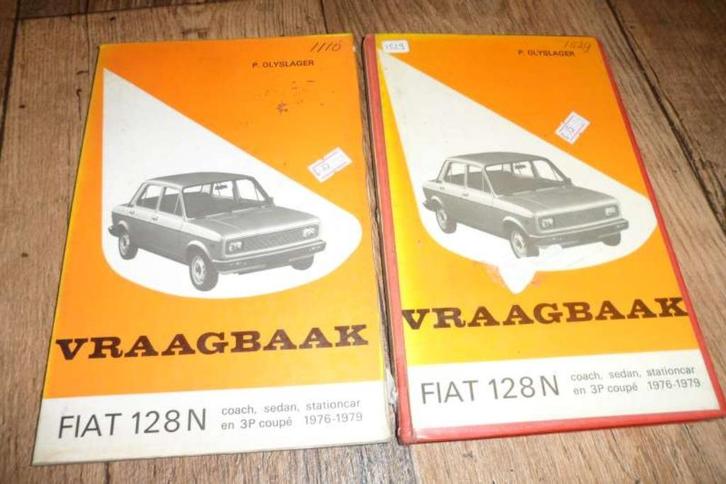 1116
P. OLYSLAGER
VRAAGBAAK
FIAT 128 N
coach, sedan, stationcar
en 3P coupé 1976-1979
1529
1529
P. OLYSLAGER
VRAAGBAAK
FIAT 128 N
coach, sedan, stationcar
en 3P coupé 1976-1979